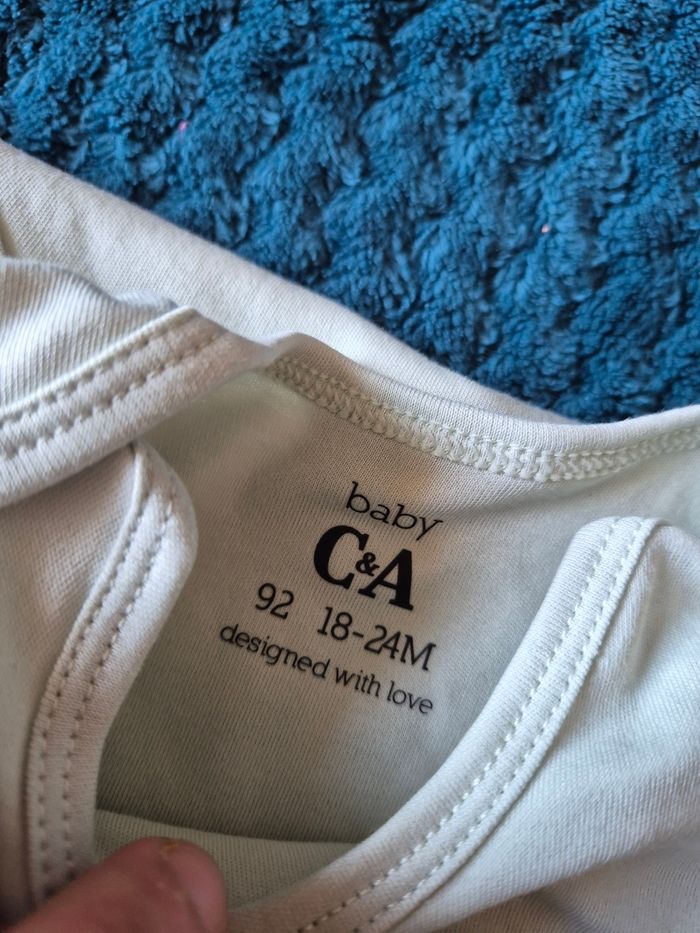 baby
C&A
92 18-24M
designed with love